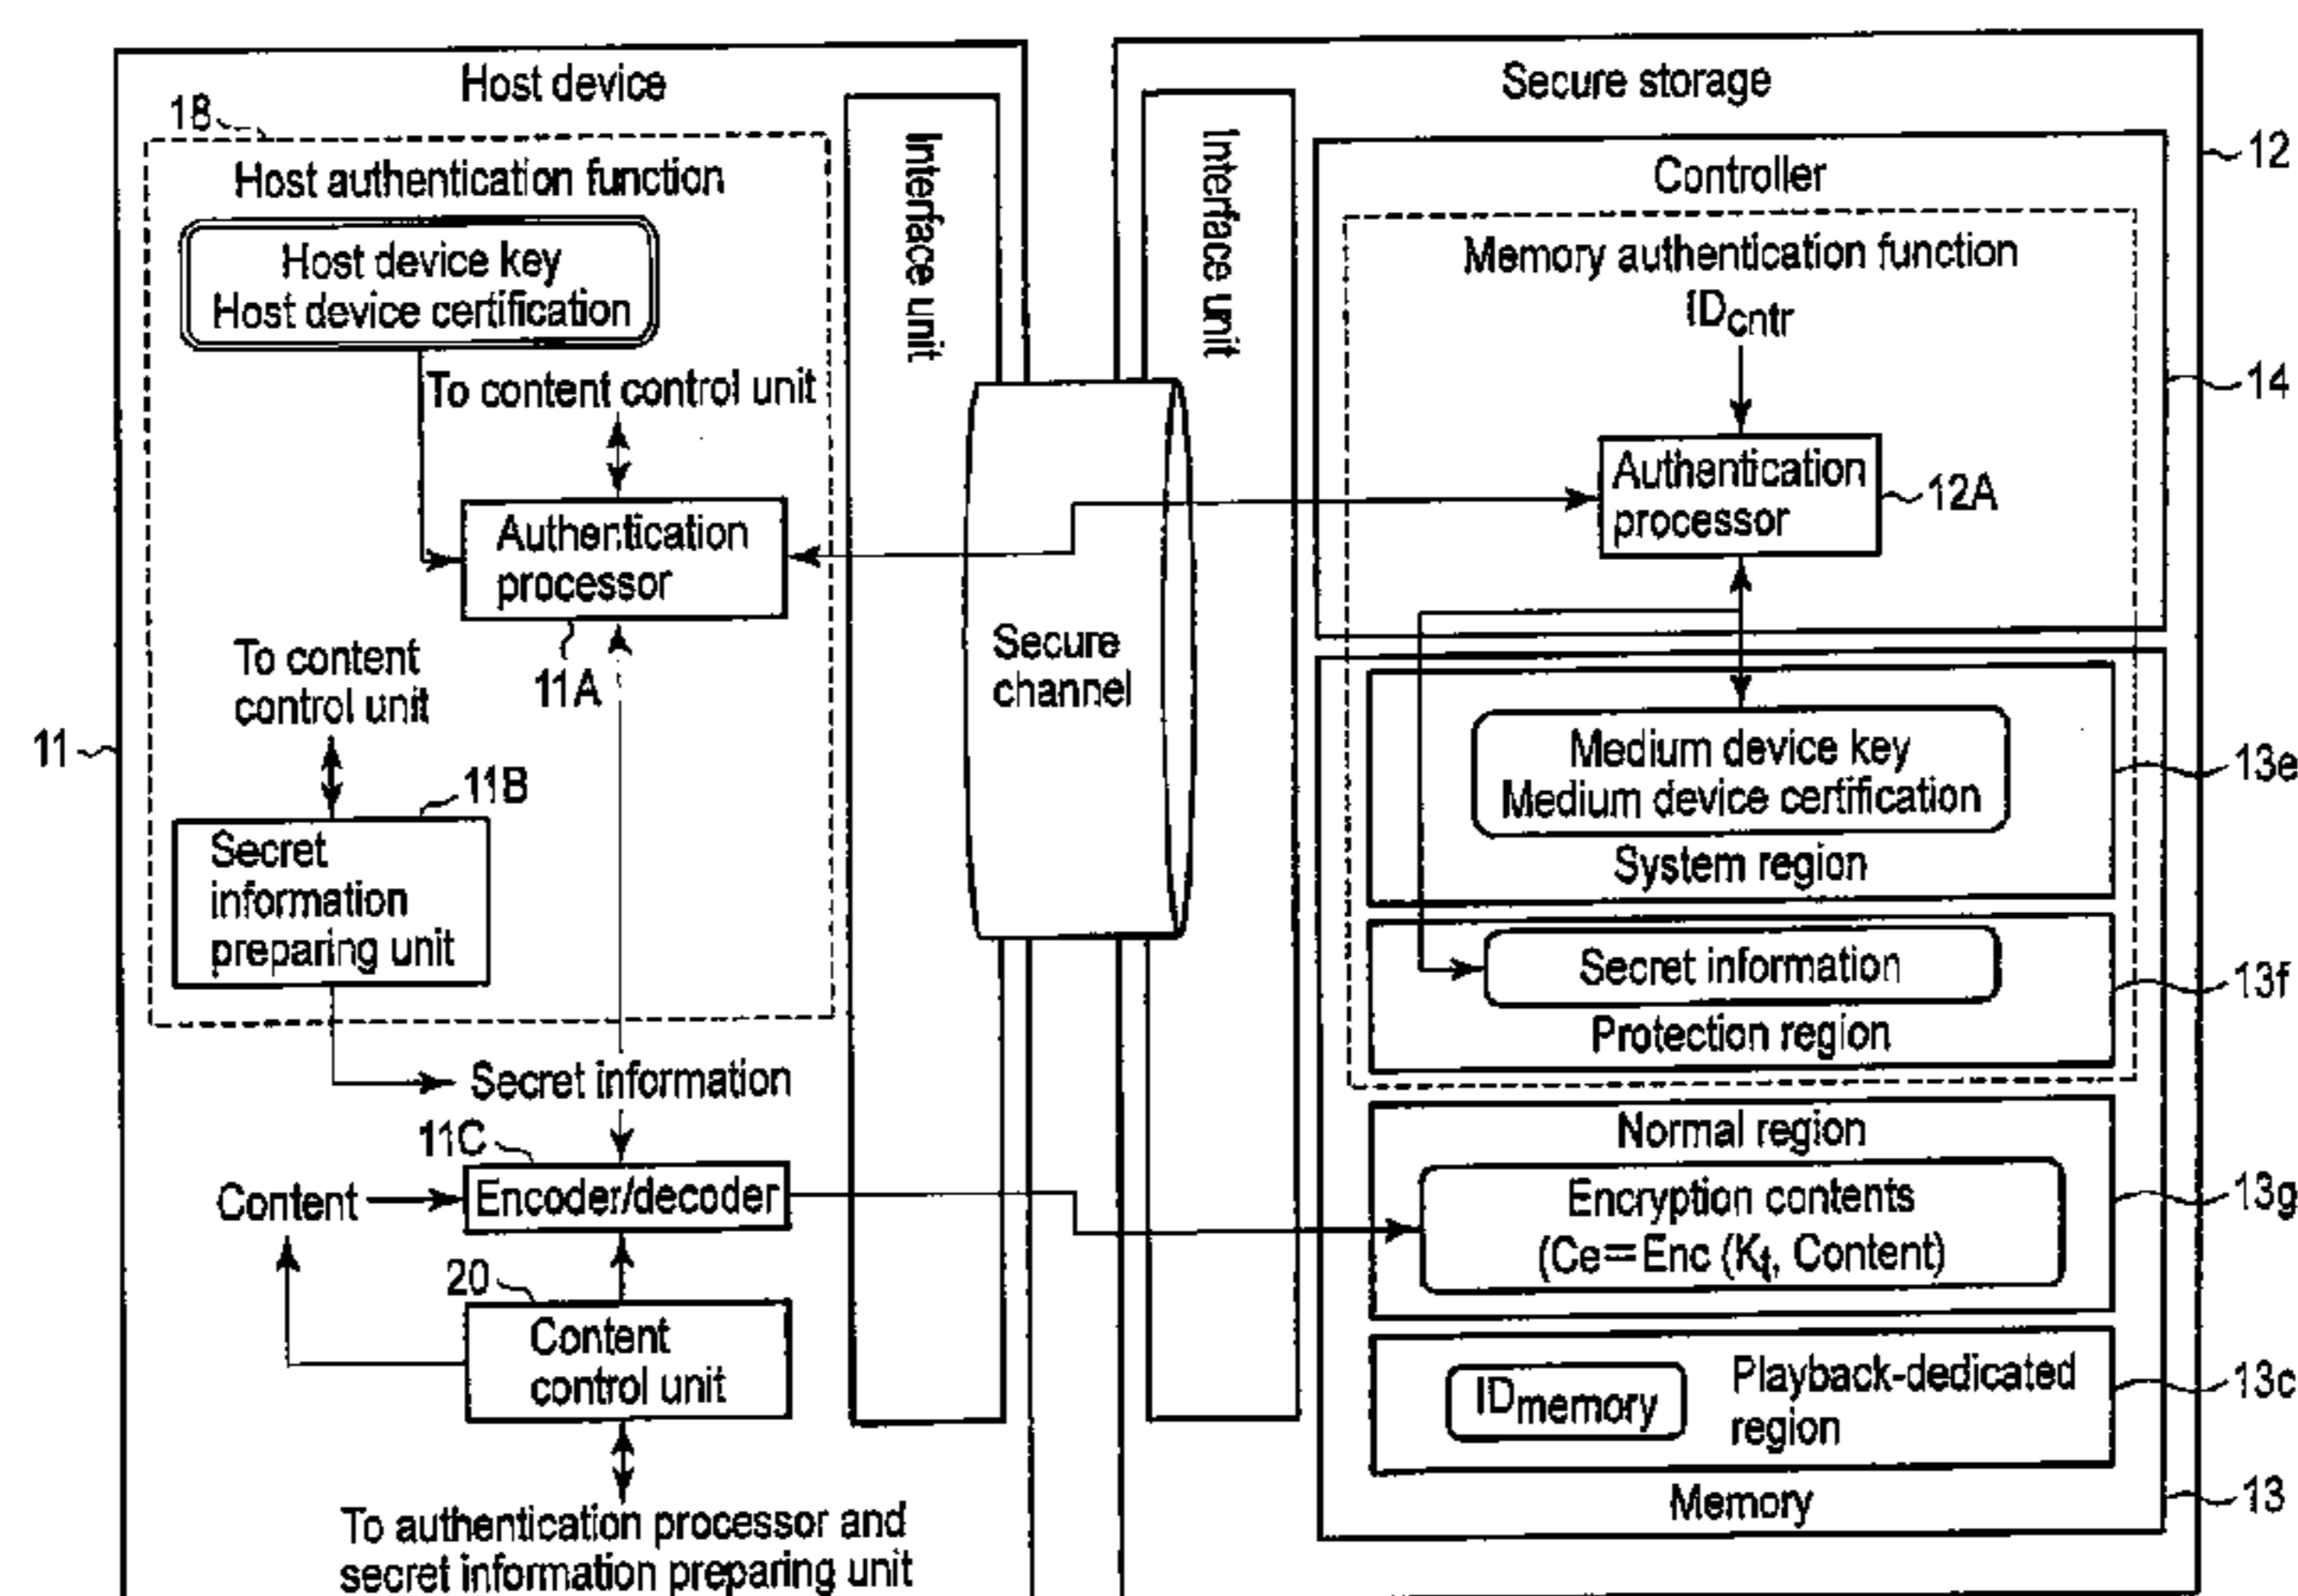 Host device
18
Host authentication function
Host device key
Host device certification
To content control unit
Authentication
processor
11A
To content
control unit
11
11B
Secret
information
preparing unit
Secret information
11C
Content
Encoder/decoder
20
Content
control unit
To authentication processor and
secret information preparing unit
Interface unit
Secure
channel
Interface unit
Secure storage
12
Controller
Memory authentication function
IDcntr
14
Authentication
processor
12A
Medium device key
Medium device certification
System region
13e
Secret information
Protection region
13f
Normal region
Encryption contents
(Ce=Enc (Kt, Content)
13g
IDmemory
Playback-dedicated
region
13c
Memory
13